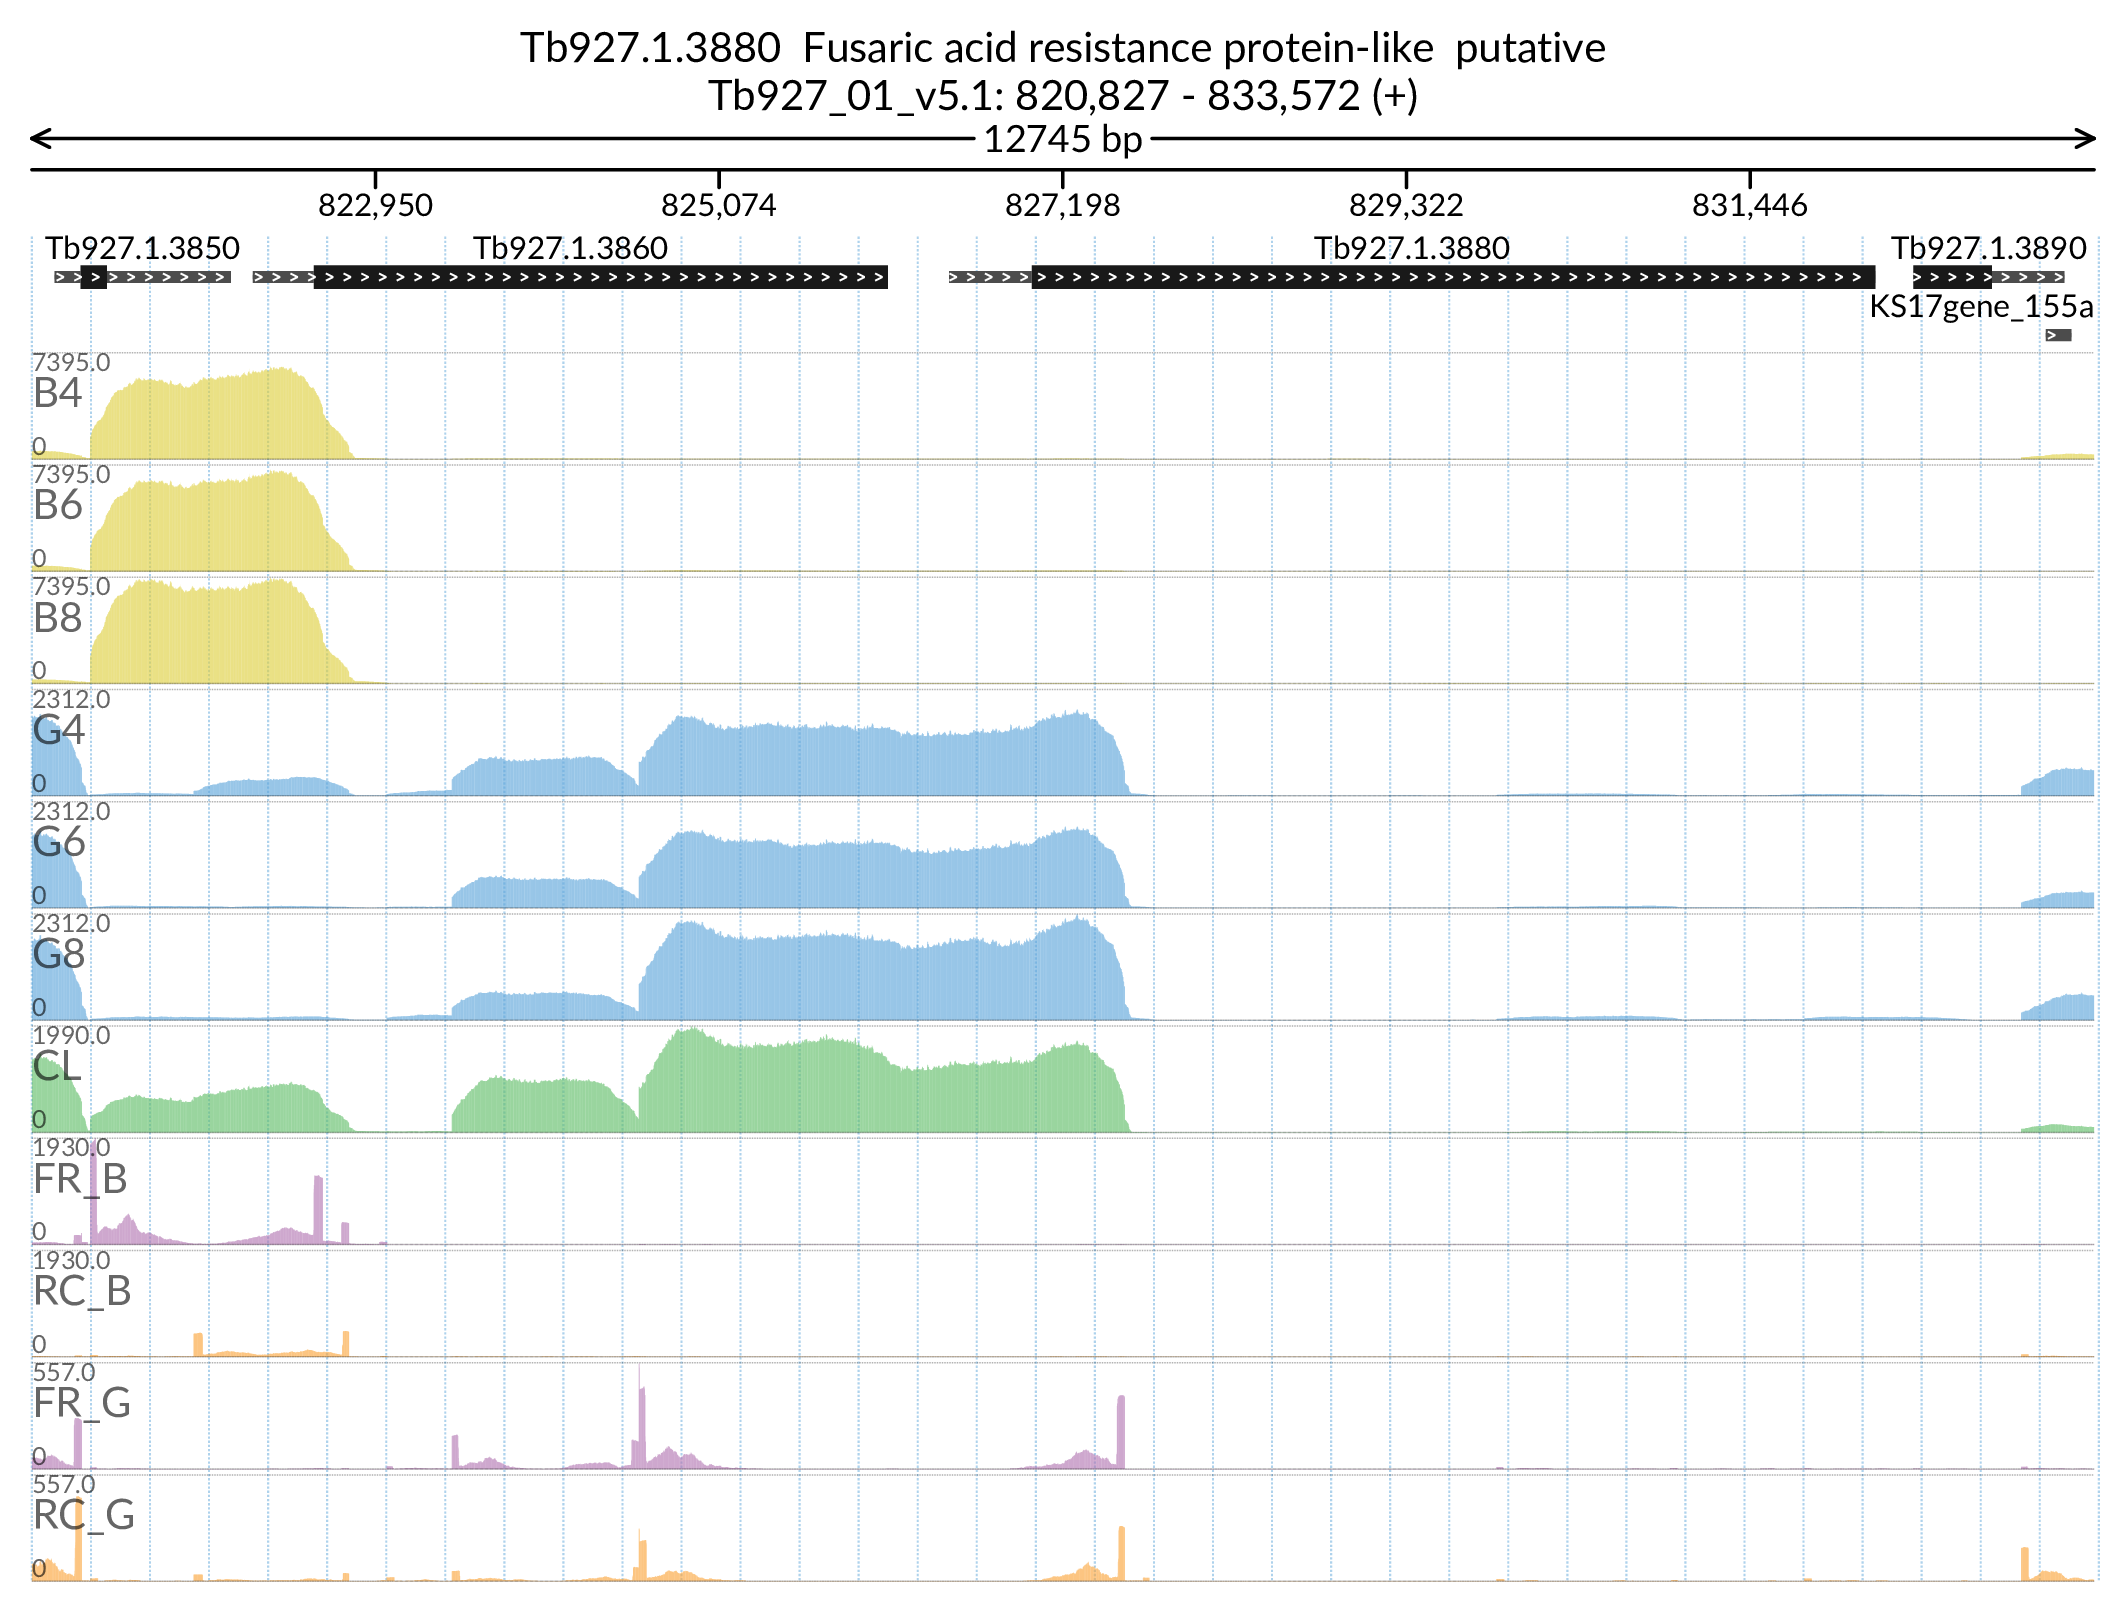 Tb927.1.3880  Fusaric acid resistance protein-like  putative
Tb927_01_v5.1: 820,827 - 833,572 (+)
12745 bp
822,950 825,074 827,198 829,322 831,446
Tb927.1.3850 Tb927.1.3860 Tb927.1.3880 Tb927.1.3890
KS17gene_155a
7395.0
B4
0
7395.0
B6
0
7395.0
B8
0
2312.0
G4
0
2312.0
G6
0
2312.0
G8
0
1990.0
CL
0
1930.0
FR_B
0
1930.0
RC_B
0
557.0
FR_G
0
557.0
RC_G
0